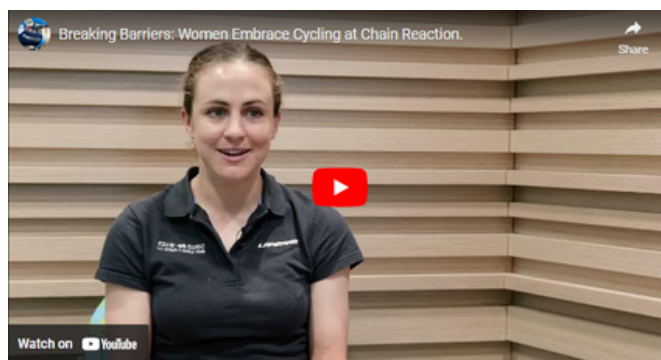 Breaking Barriers: Women Embrace Cycling at Chain Reaction.
Share
Watch on YouTube